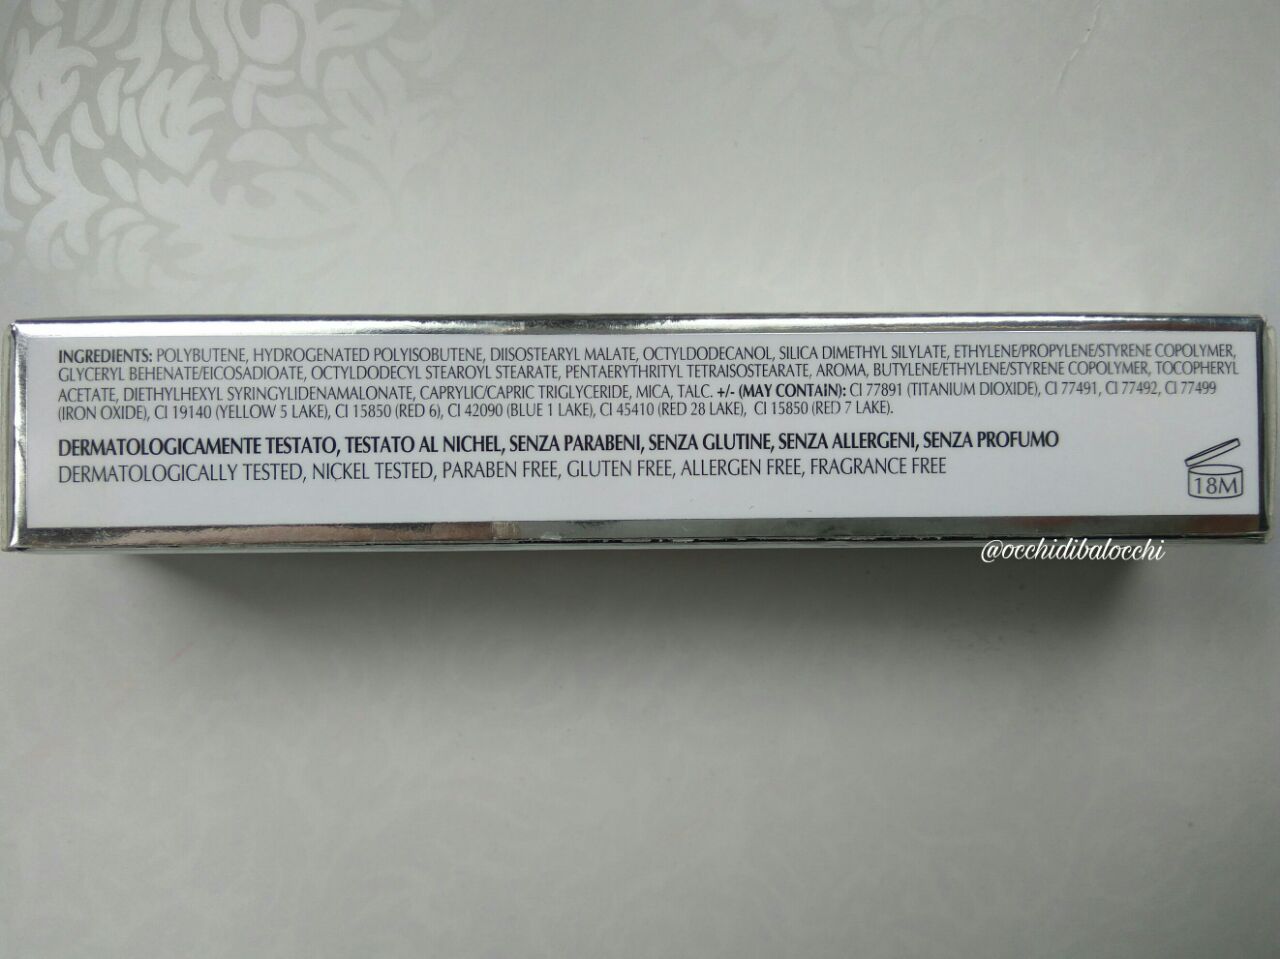 INGREDIENTS: POLYBUTENE, HYDROGENATED POLYISOBUTENE, DIISOSTEARYL MALATE, OCTYLDODECANOL, SILICA DIMETHYL SILYLATE, ETHYLENE/PROPYLENE/STYRENE COPOLYMER,
GLYCERYL BEHENATE/EICOSADIOATE, OCTYLDODECYL STEAROYL STEARATE, PENTAERYTHRITYL TETRAISOSTEARATE, AROMA, BUTYLENE/ETHYLENE/STYRENE COPOLYMER, TOCOPHERYL
ACETATE, DIETHYLHEXYL SYRINGYLIDENAMALONATE, CAPRYLIC/CAPRIC TRIGLYCERIDE, MICA, TALC. +/- (MAY CONTAIN): CI 77891 (TITANIUM DIOXIDE), CI 77491, CI 77492, CI 77499
(IRON OXIDE), CI 19140 (YELLOW 5 LAKE), CI 15850 (RED 6), CI 42090 (BLUE 1 LAKE), CI 45410 (RED 28 LAKE), CI 15850 (RED 7 LAKE).
DERMATOLOGICAMENTE TESTATO, TESTATO AL NICHEL, SENZA PARABENI, SENZA GLUTINE, SENZA ALLERGENI, SENZA PROFUMO
DERMATOLOGICALLY TESTED, NICKEL TESTED, PARABEN FREE, GLUTEN FREE, ALLERGEN FREE, FRAGRANCE FREE
18M
@occhidibalocchi